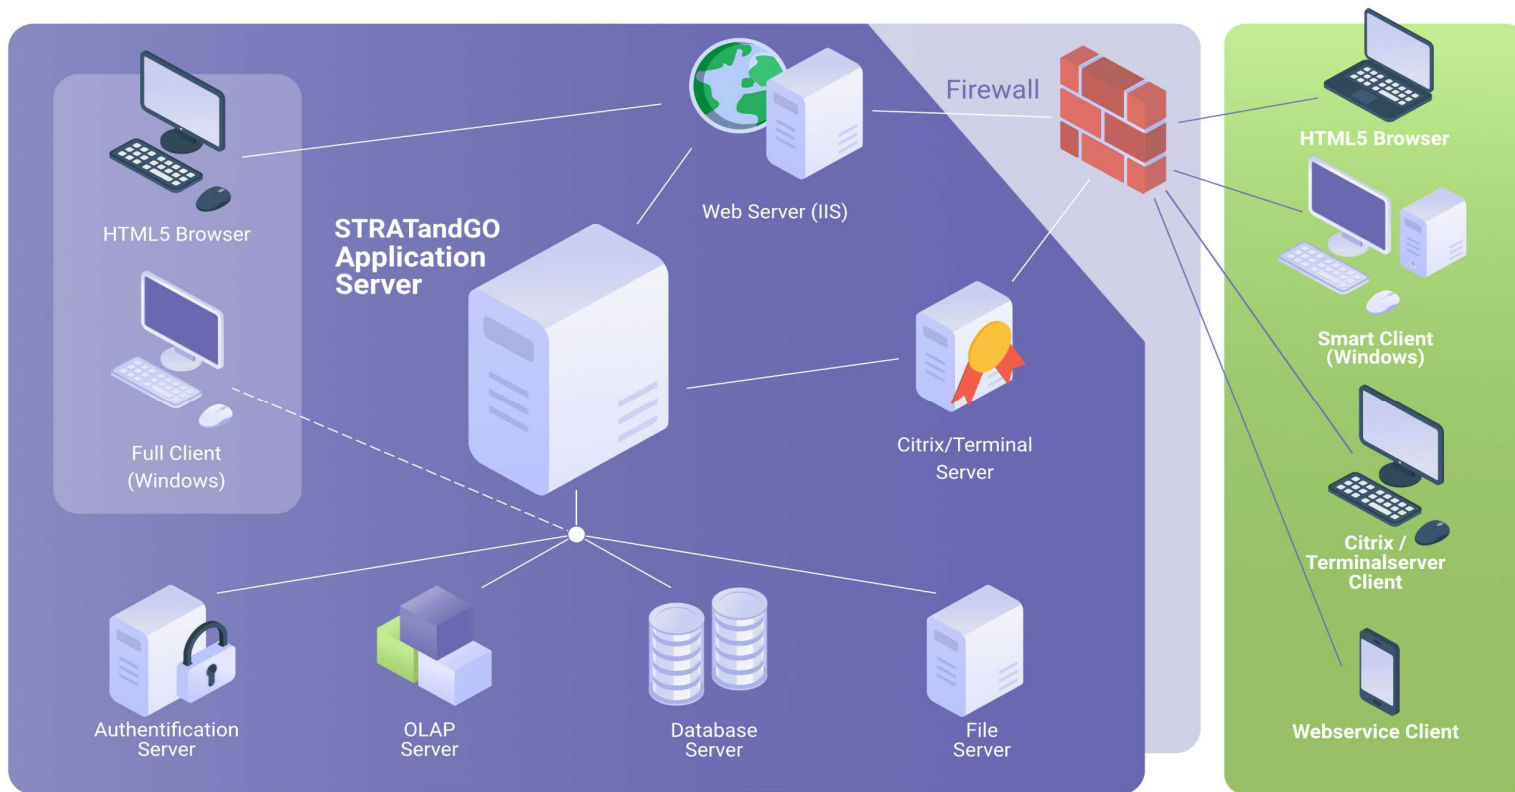 Firewall
HTML5 Browser
STRATandGO
Application
Server
Web Server (IIS)
Full Client
(Windows)
Citrix/Terminal
Server
Authentification
Server
OLAP
Server
Database
Server
File
Server
HTML5 Browser
Smart Client
(Windows)
Citrix /
Terminalserver
Client
Webservice Client